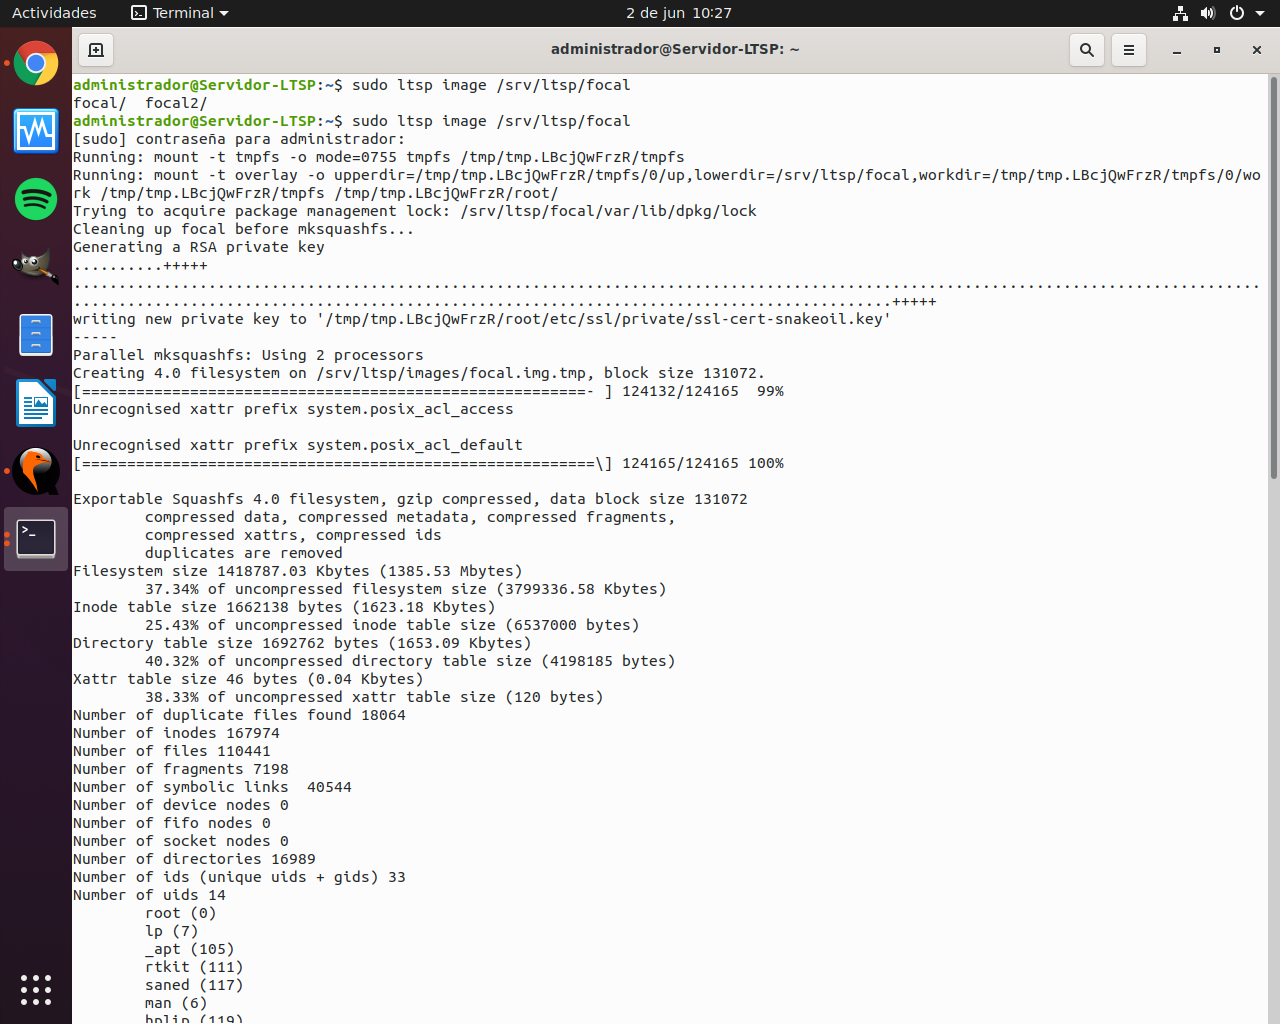 Actividades
Terminal
2 de jun 10:27
administrador@Servidor-LTSP: ~
administrador@Servidor-LTSP:~$ sudo ltsp image /srv/ltsp/focal
focal/  focal2/
administrador@Servidor-LTSP:~$ sudo ltsp image /srv/ltsp/focal
[sudo] contraseña para administrador:
Running: mount -t tmpfs -o mode=0755 tmpfs /tmp/tmp.LBcjQwFrzR/tmpfs
Running: mount -t overlay -o upperdir=/tmp/tmp.LBcjQwFrzR/tmpfs/0/up,lowerdir=/srv/ltsp/focal,workdir=/tmp/tmp.LBcjQwFrzR/tmpfs/0/wo
rk /tmp/tmp.LBcjQwFrzR/tmpfs /tmp/tmp.LBcjQwFrzR/root/
Trying to acquire package management lock: /srv/ltsp/focal/var/lib/dpkg/lock
Cleaning up focal before mksquashfs...
Generating a RSA private key
..........+++++
....................................................................................................................................
...........................................................................................+++++
writing new private key to '/tmp/tmp.LBcjQwFrzR/root/etc/ssl/private/ssl-cert-snakeoil.key'
-----
Parallel mksquashfs: Using 2 processors
Creating 4.0 filesystem on /srv/ltsp/images/focal.img.tmp, block size 131072.
[========================================================- ] 124132/124165  99%
Unrecognised xattr prefix system.posix_acl_access
Unrecognised xattr prefix system.posix_acl_default
[=========================================================\] 124165/124165 100%
Exportable Squashfs 4.0 filesystem, gzip compressed, data block size 131072
        compressed data, compressed metadata, compressed fragments,
        compressed xattrs, compressed ids
        duplicates are removed
Filesystem size 1418787.03 Kbytes (1385.53 Mbytes)
        37.34% of uncompressed filesystem size (3799336.58 Kbytes)
Inode table size 1662138 bytes (1623.18 Kbytes)
        25.43% of uncompressed inode table size (6537000 bytes)
Directory table size 1692762 bytes (1653.09 Kbytes)
        40.32% of uncompressed directory table size (4198185 bytes)
Xattr table size 46 bytes (0.04 Kbytes)
        38.33% of uncompressed xattr table size (120 bytes)
Number of duplicate files found 18064
Number of inodes 167974
Number of files 110441
Number of fragments 7198
Number of symbolic links  40544
Number of device nodes 0
Number of fifo nodes 0
Number of socket nodes 0
Number of directories 16989
Number of ids (unique uids + gids) 33
Number of uids 14
        root (0)
        lp (7)
        _apt (105)
        rtkit (111)
        saned (117)
        man (6)
        hplip (119)